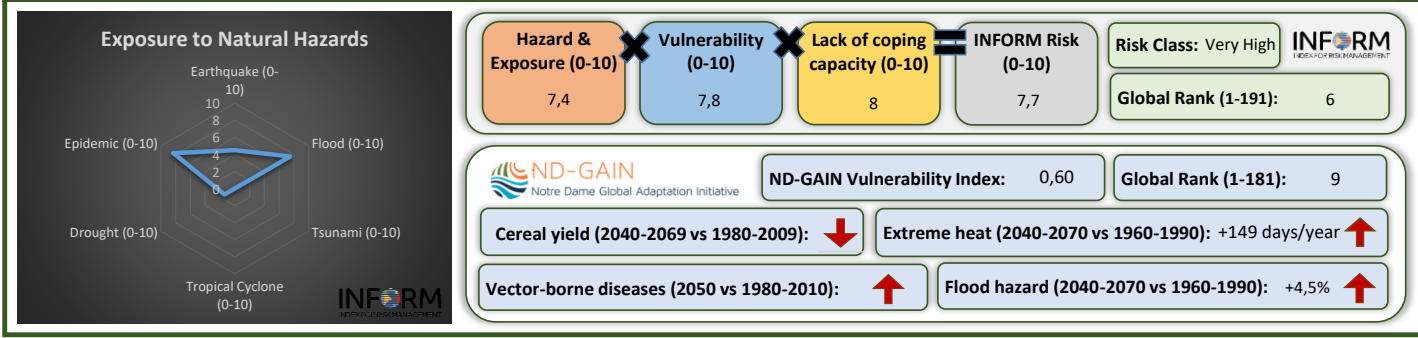 Exposure to Natural Hazards
Earthquake (0-
10)
10
8
6
4
2
0
Epidemic (0-10)
Flood (0-10)
Drought (0-10)
Tsunami (0-10)
Tropical Cyclone
(0-10)
INFORM
INDEX FOR RISK MANAGEMENT
Hazard &
Exposure (0-10)
7,4
Vulnerability
(0-10)
7,8
Lack of coping
capacity (0-10)
8
INFORM Risk
(0-10)
7,7
Risk Class: Very High
INFORM
INDEX FOR RISK MANAGEMENT
Global Rank (1-191): 6
ND-GAIN
Notre Dame Global Adaptation Initiative
ND-GAIN Vulnerability Index: 0,60
Global Rank (1-181): 9
Cereal yield (2040-2069 vs 1980-2009):
Extreme heat (2040-2070 vs 1960-1990): +149 days/year
Vector-borne diseases (2050 vs 1980-2010):
Flood hazard (2040-2070 vs 1960-1990): +4,5%